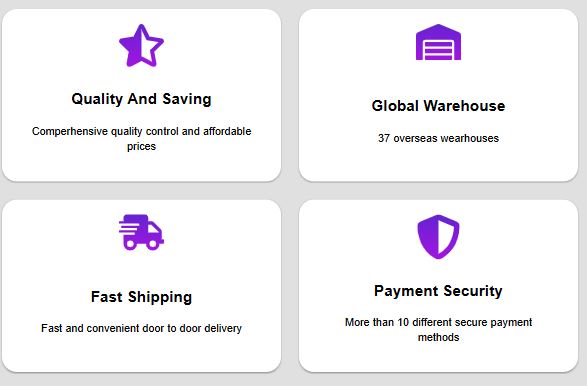 Quality And Saving
Comperhensive quality control and affordable
prices
Global Warehouse
37 overseas wearhouses
Fast Shipping
Fast and convenient door to door delivery
Payment Security
More than 10 different secure payment
methods